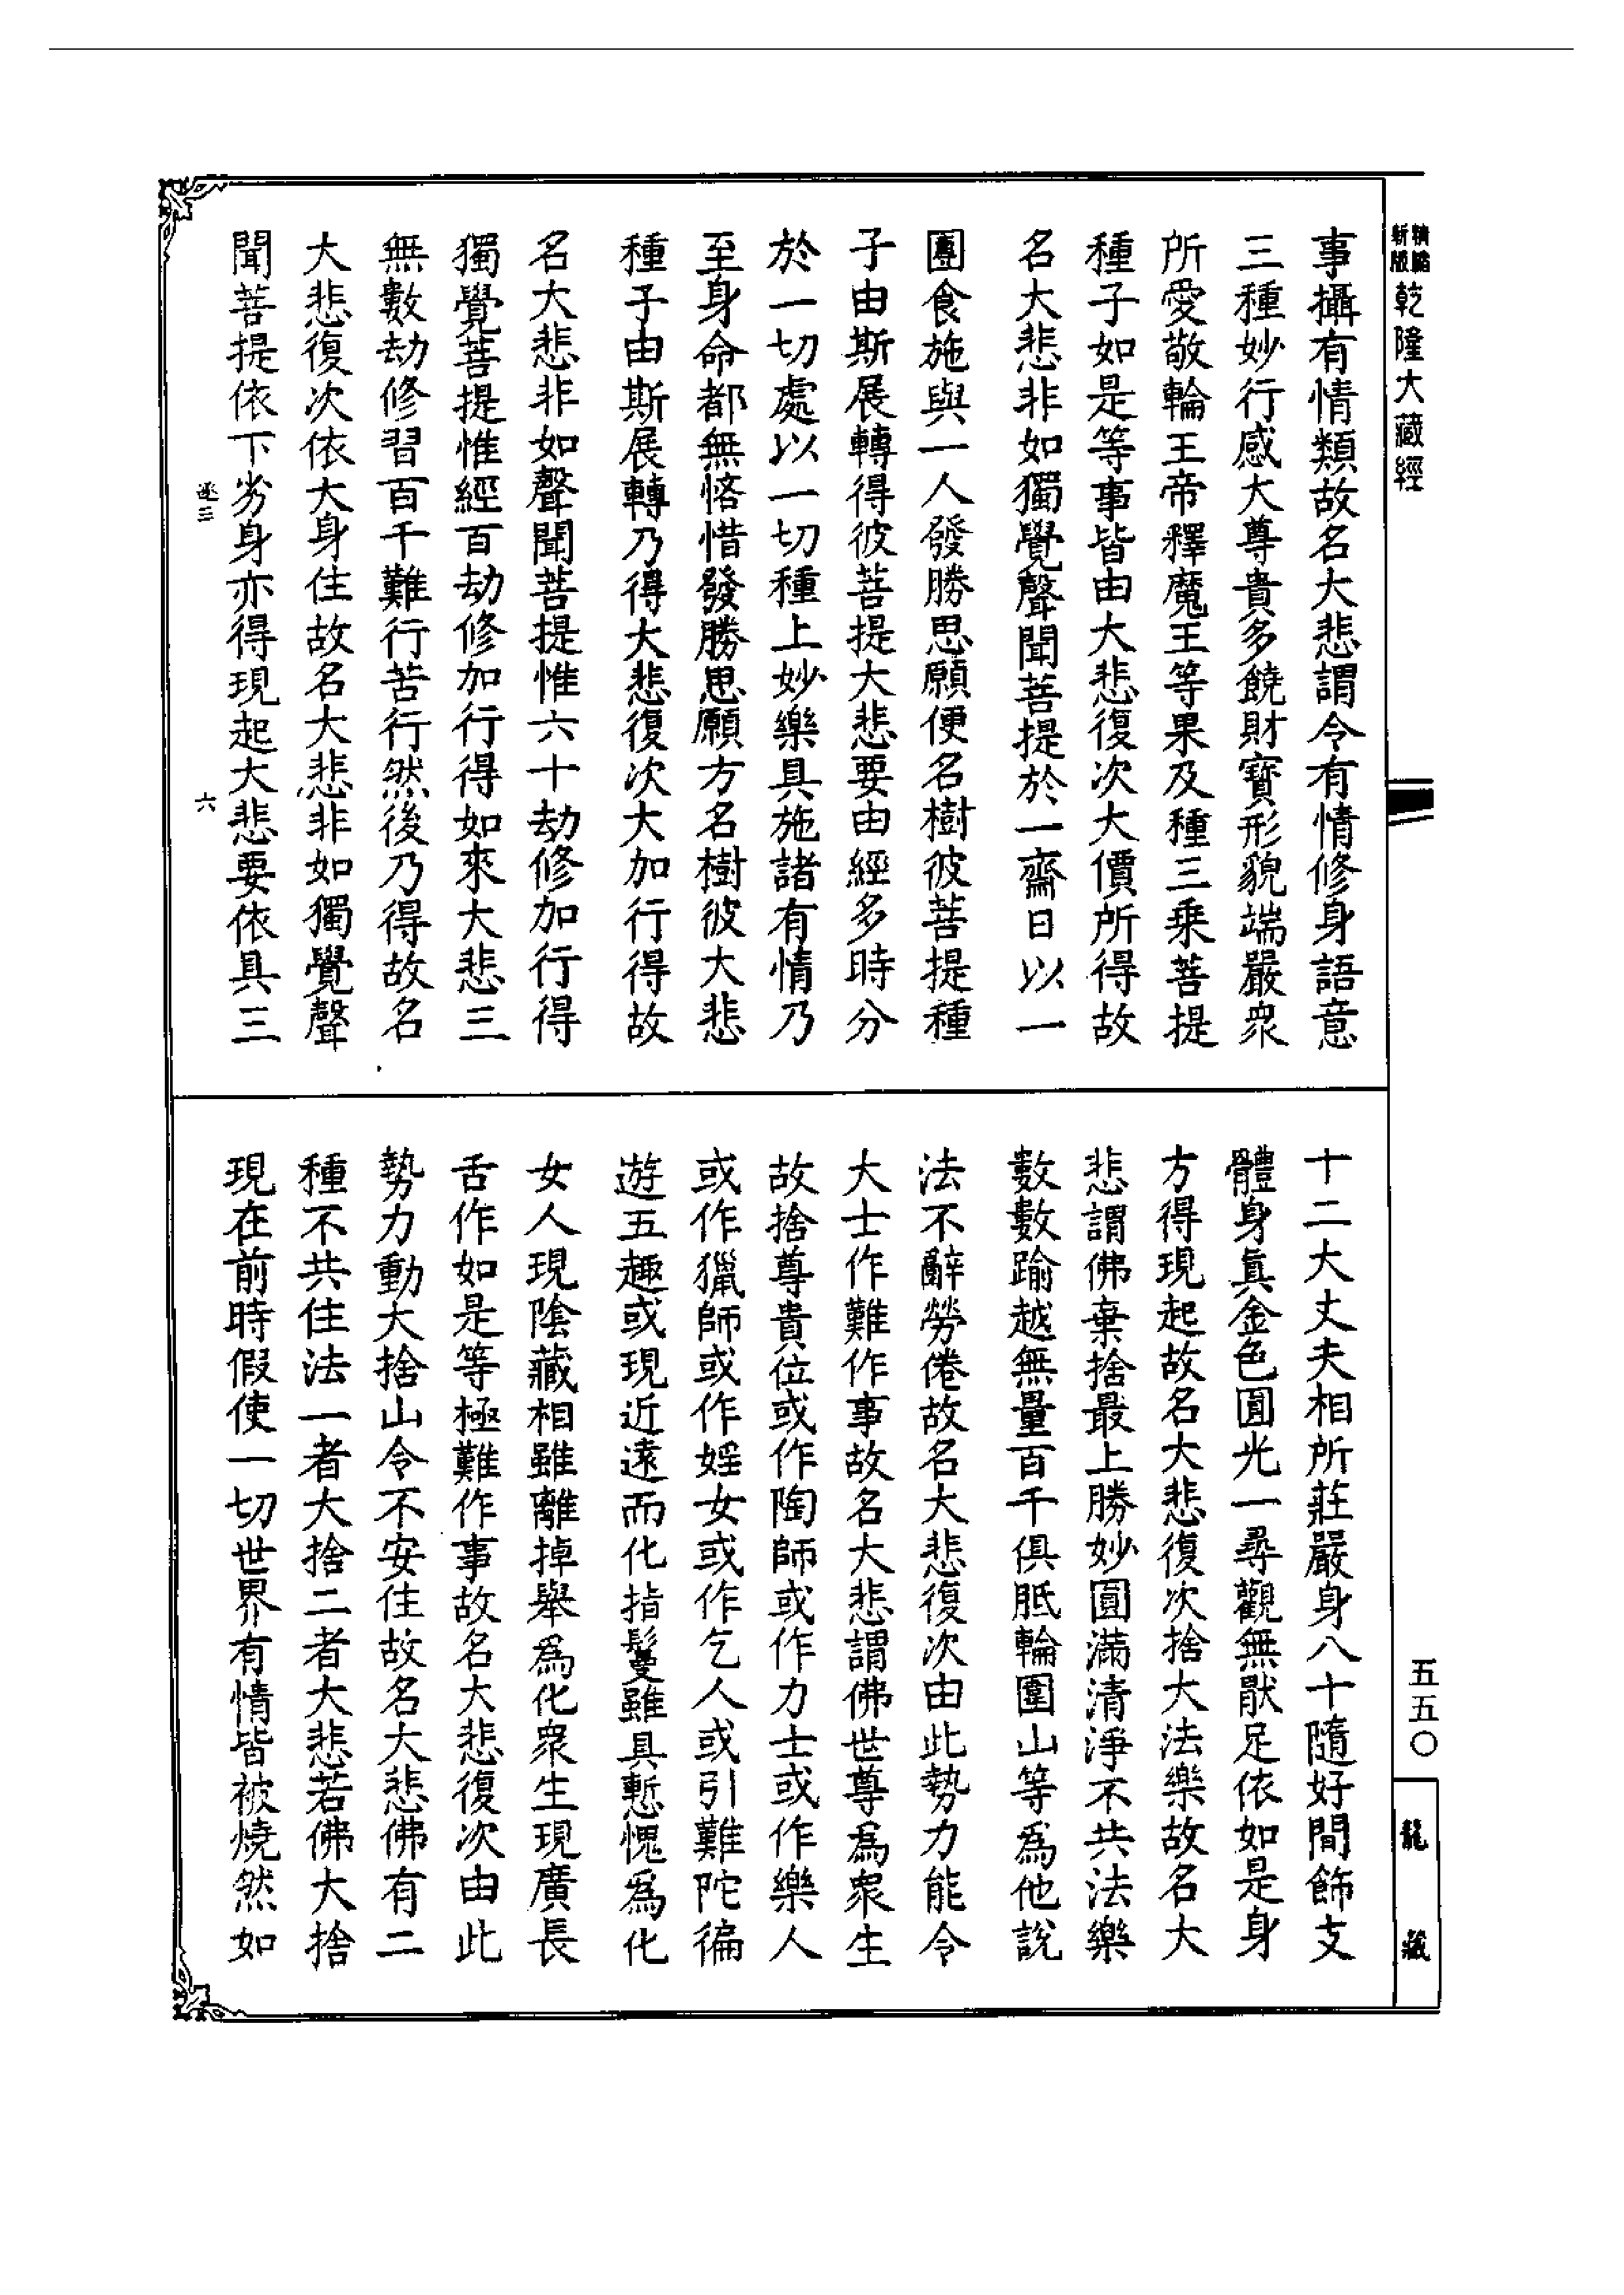 新版
精縮
乾隆大藏經
五五〇
龍藏
事攝有情類故名大悲謂令有情修身語意
三種妙行感大尊貴多饒財寳形貌端嚴衆
所愛敬輪王帝釋魔王等果及種三乗菩提
種子如是等事皆由大悲復次大價所得故
名大悲非如獨覺聲聞菩提於一齋日以一
團食施與一人發勝思願便名樹彼菩提種
子由斯展轉得彼菩提大悲要由經多時分
於一切處以一切種上妙樂具施諸有情乃
至身命都無悋惜發勝思願方名樹彼大悲
種子由斯展轉乃得大悲復次大加行得故
名大悲非如聲聞菩提惟六十劫修加行得
獨覺菩提惟經百劫修加行得如來大悲三
無數劫修習百千難行苦行然後乃得故名
大悲復次依大身住故名大悲非如獨覺聲
聞菩提依下劣身亦得現起大悲要依具三
六
十二大丈夫相所莊嚴身八十隨好間飾支
體身眞金色圓光一尋觀無猒足依如是身
方得現起故名大悲復次捨大法樂故名大
悲謂佛棄捨最上勝妙圓滿清淨不共法樂
數數踰越無量百千俱胝輪圍山等爲他説
法不辭勞倦故名大悲復次由此勢力能令
大士作難作事故名大悲謂佛世尊爲衆生
故捨尊貴位或作陶師或作力士或作樂人
或作獵師或作婬女或作乞人或引難陀徧
遊五趣或現近遠而化指鬘雖具慙愧爲化
女人現陰藏相雖離掉舉爲化衆生現廣長
舌作如是等極難作事故名大悲復次由此
勢力動大捨山令不安住故名大悲佛有二
種不共住法一者大捨二者大悲若佛大捨
現在前時假使一切世界有情皆被燒然如